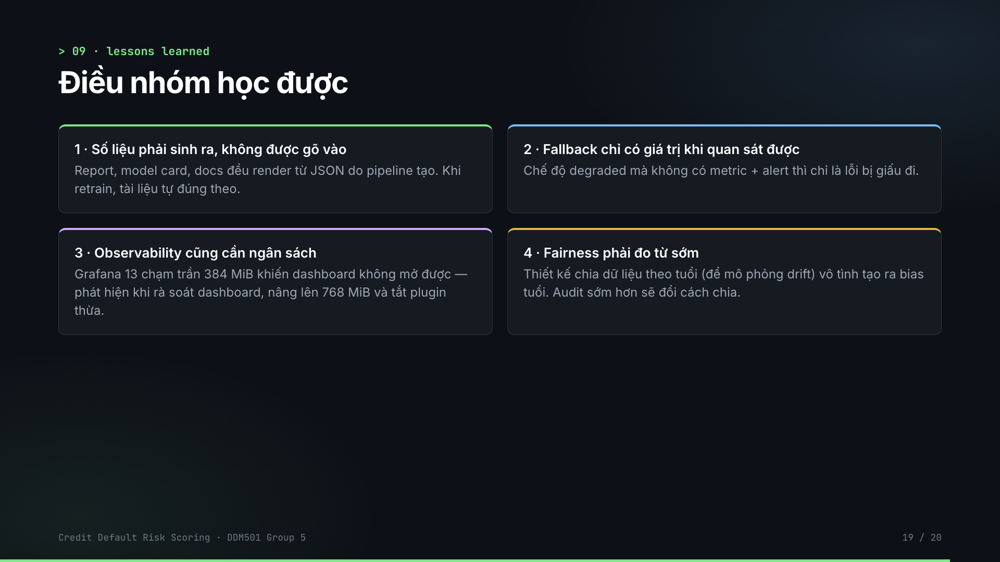 > 09 · lessons learned
Điều nhóm học được
1 · Số liệu phải sinh ra, không được gõ vào
Report, model card, docs đều render từ JSON do pipeline tạo. Khi
retrain, tài liệu tự đúng theo.
2 · Fallback chỉ có giá trị khi quan sát được
Chế độ degraded mà không có metric + alert thì chỉ là lỗi bị giấu đi.
3 · Observability cũng cần ngân sách
Grafana 13 chạm trần 384 MiB khiến dashboard không mở được —
phát hiện khi rà soát dashboard, nâng lên 768 MiB và tắt plugin
thừa.
4 · Fairness phải đo từ sớm
Thiết kế chia dữ liệu theo tuổi (để mô phỏng drift) vô tình tạo ra bias
tuổi. Audit sớm hơn sẽ đổi cách chia.
Credit Default Risk Scoring · DDM501 Group 5
19 / 20